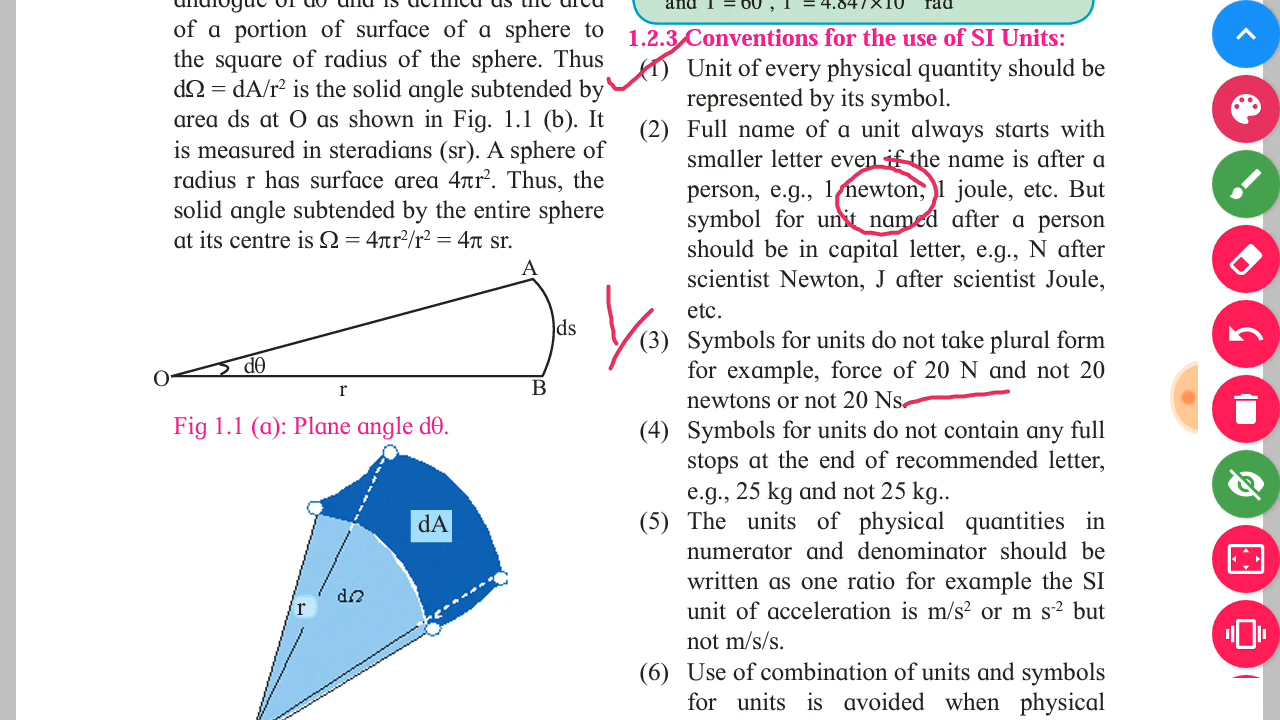 analogue of dθ and is defined as the area
of a portion of surface of a sphere to
the square of radius of the sphere. Thus
dΩ = dA/r² is the solid angle subtended by
area ds at O as shown in Fig. 1.1 (b). It
is measured in steradians (sr). A sphere of
radius r has surface area 4πr². Thus, the
solid angle subtended by the entire sphere
at its centre is Ω = 4πr²/r² = 4π sr.
A
ds
dθ
O
r
B
Fig 1.1 (a): Plane angle dθ.
dA
dΩ
r
1.2.3 Conventions for the use of SI Units:
(1) Unit of every physical quantity should be
represented by its symbol.
(2) Full name of a unit always starts with
smaller letter even if the name is after a
person, e.g., 1 newton, 1 joule, etc. But
symbol for unit named after a person
should be in capital letter, e.g., N after
scientist Newton, J after scientist Joule,
etc.
(3) Symbols for units do not take plural form
for example, force of 20 N and not 20
newtons or not 20 Ns.
(4) Symbols for units do not contain any full
stops at the end of recommended letter,
e.g., 25 kg and not 25 kg..
(5) The units of physical quantities in
numerator and denominator should be
written as one ratio for example the SI
unit of acceleration is m/s² or m s⁻² but
not m/s/s.
(6) Use of combination of units and symbols
for units is avoided when physical